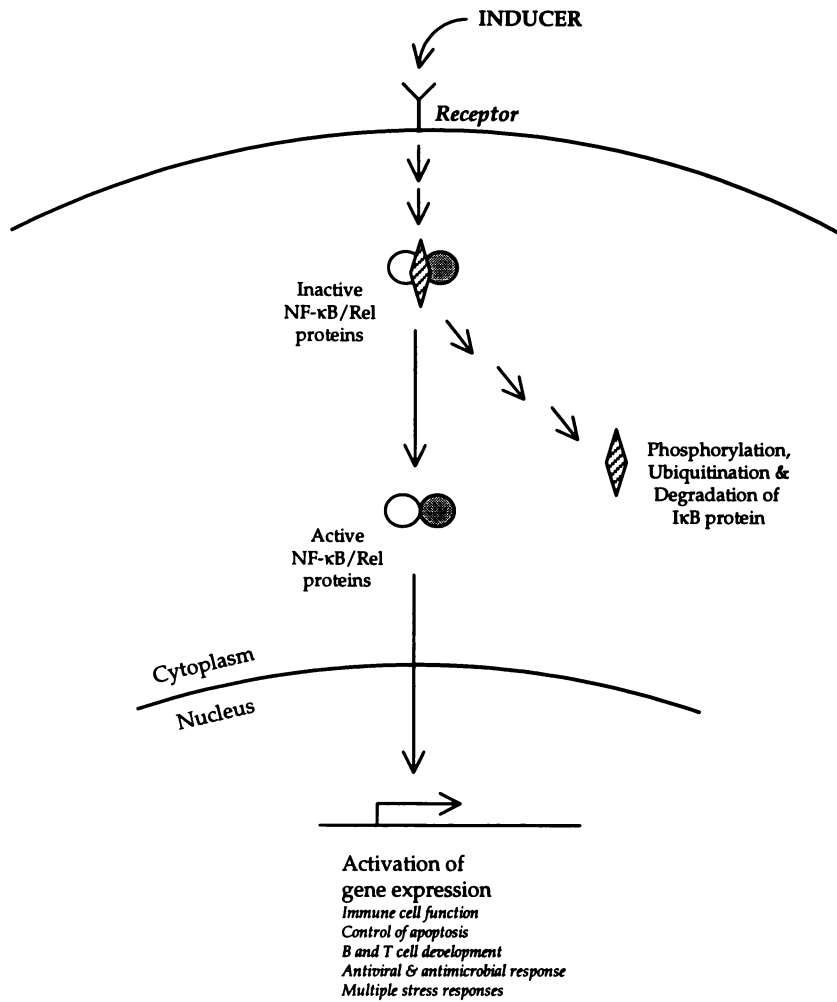 INDUCER
Receptor
Inactive
NF-κB/Rel
proteins
Phosphorylation,
Ubiquitination &
Degradation of
IκB protein
Active
NF-κB/Rel
proteins
Cytoplasm
Nucleus
Activation of
gene expression
Immune cell function
Control of apoptosis
B and T cell development
Antiviral & antimicrobial response
Multiple stress responses